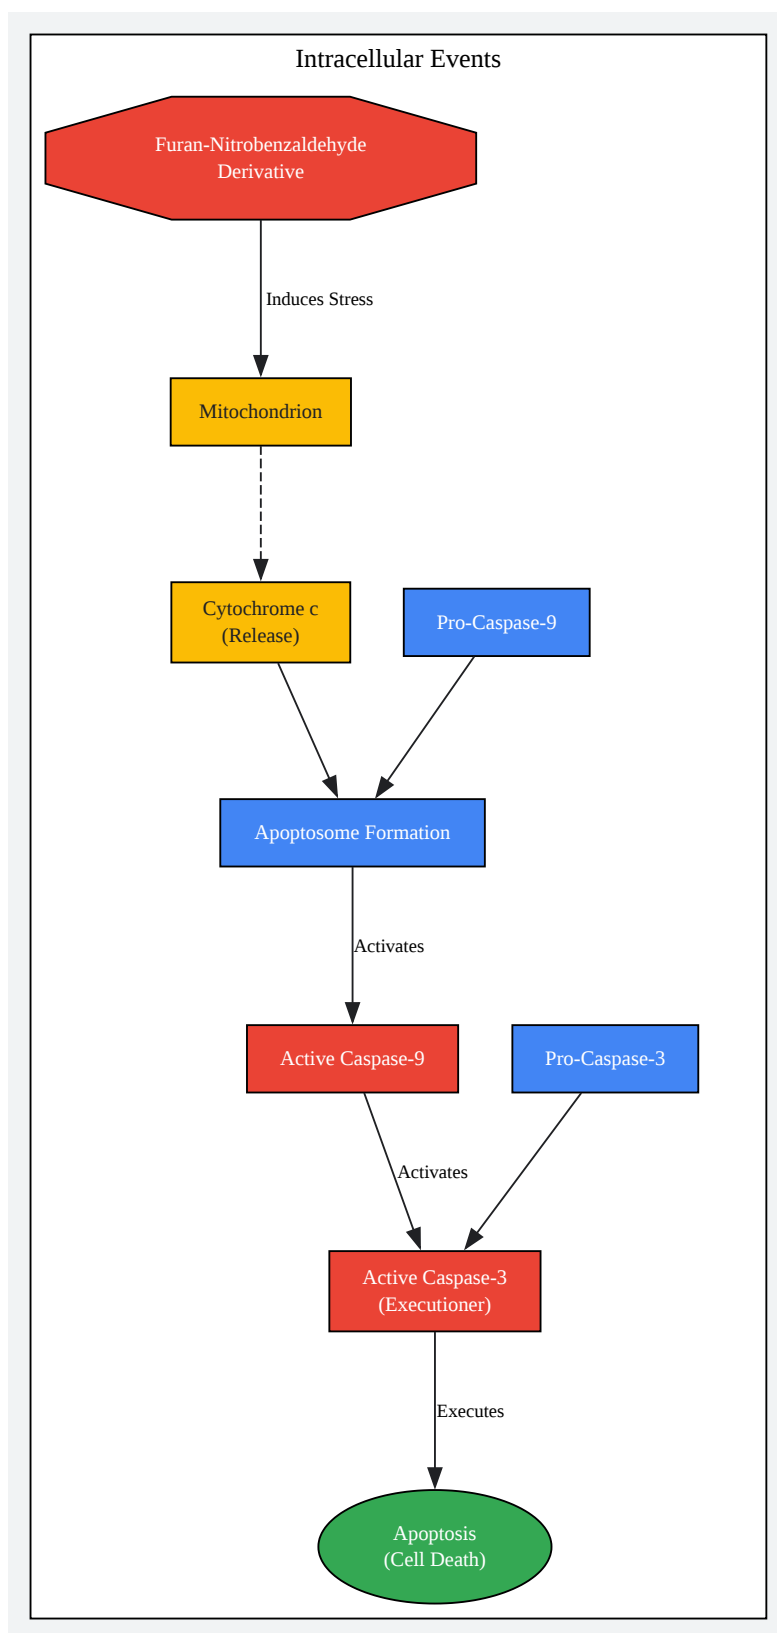 Intracellular Events
Furan-Nitrobenzaldehyde
Derivative
Induces Stress
Mitochondrion
Cytochrome c
(Release)
Pro-Caspase-9
Apoptosome Formation
Activates
Active Caspase-9
Pro-Caspase-3
Activates
Active Caspase-3
(Executioner)
Executes
Apoptosis
(Cell Death)